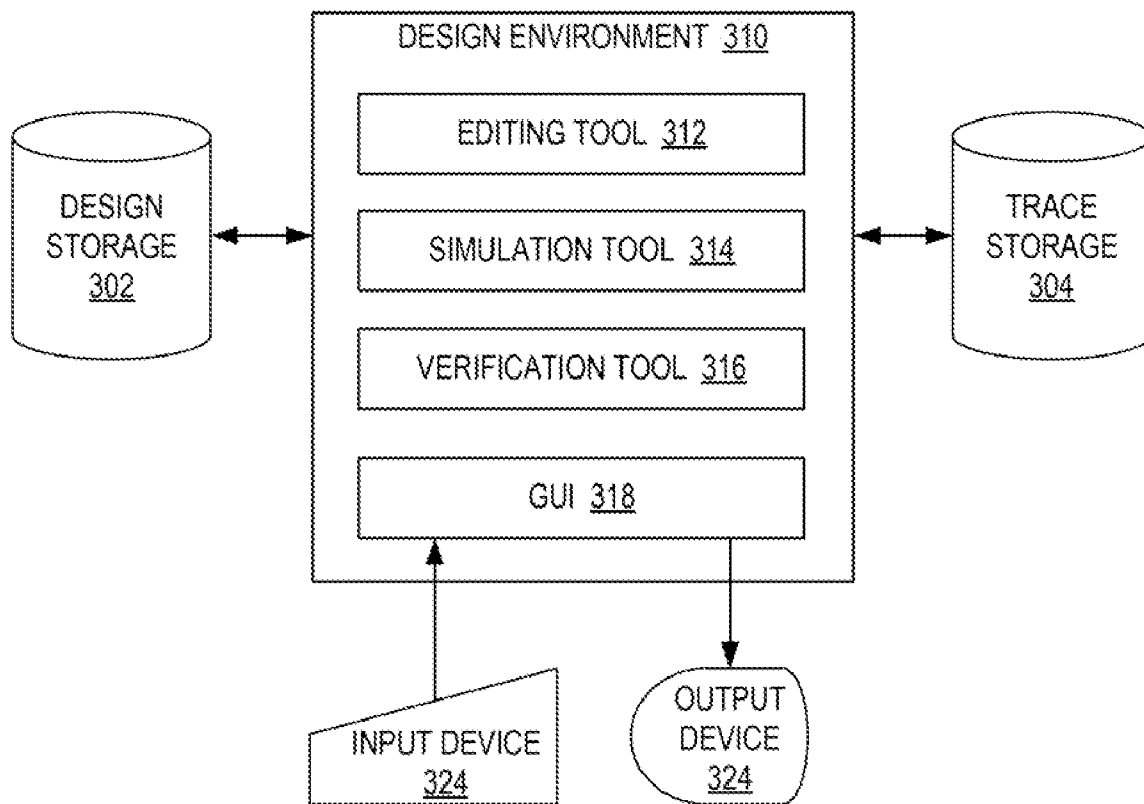 DESIGN ENVIRONMENT 310
EDITING TOOL 312
DESIGN
STORAGE
302
SIMULATION TOOL 314
TRACE
STORAGE
304
VERIFICATION TOOL 316
GUI 318
INPUT DEVICE
324
OUTPUT
DEVICE
324